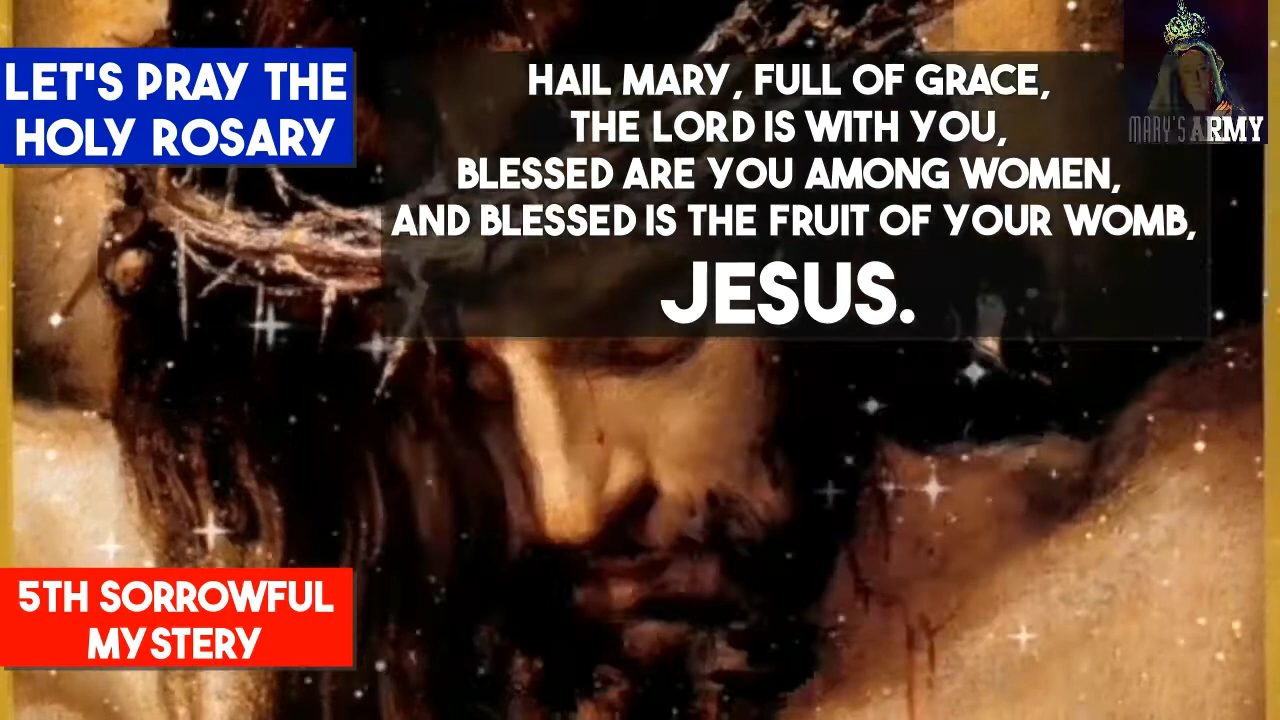 LET'S PRAY THE
HOLY ROSARY
HAIL MARY, FULL OF GRACE,
THE LORD IS WITH YOU,
BLESSED ARE YOU AMONG WOMEN,
AND BLESSED IS THE FRUIT OF YOUR WOMB,
JESUS.
MARY'S ARMY
5TH SORROWFUL
MYSTERY